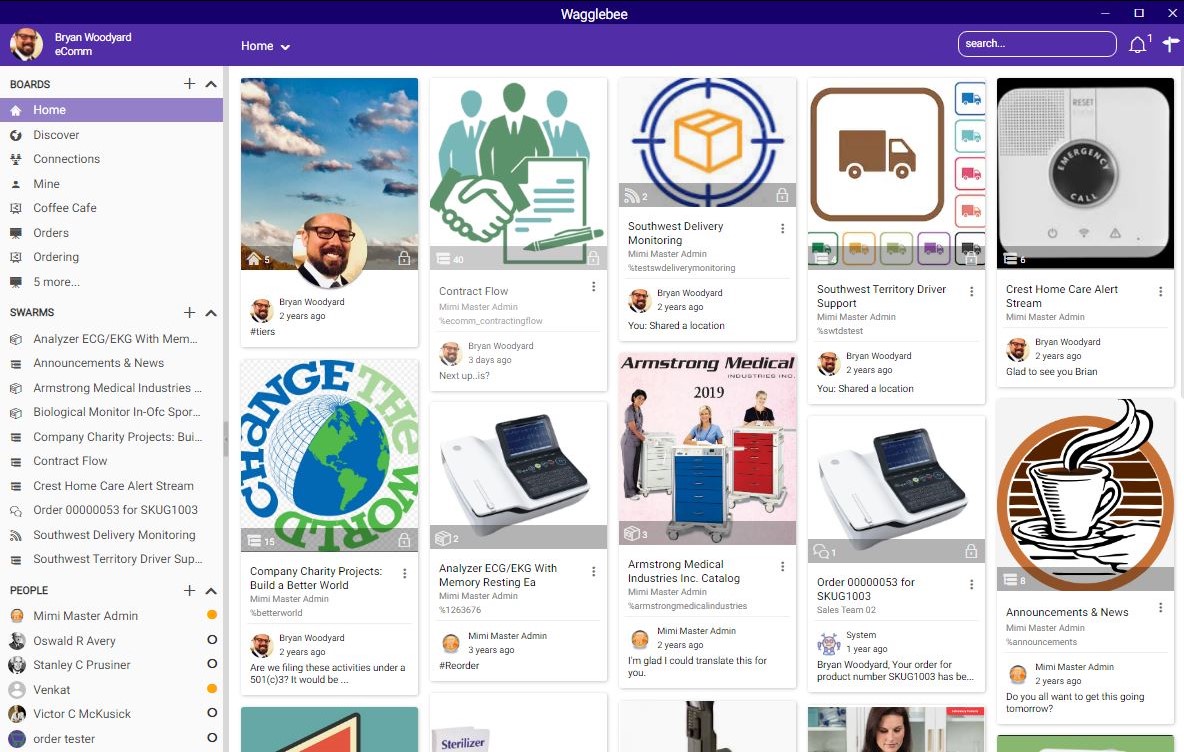 Wagglebee
Bryan Woodyard
eComm
Home
search...
1
BOARDS
Home
Discover
Connections
Mine
Coffee Cafe
Orders
Ordering
5 more...
SWARMS
Analyzer ECG/EKG With Mem...
Announcements & News
Armstrong Medical Industries ...
Biological Monitor In-Ofc Spor...
Company Charity Projects: Bui...
Contract Flow
Crest Home Care Alert Stream
Order 00000053 for SKUG1003
Southwest Delivery Monitoring
Southwest Territory Driver Sup...
PEOPLE
Mimi Master Admin
Oswald R Avery
Stanley C Prusiner
Venkat
Victor C McKusick
order tester
5
Bryan Woodyard
2 years ago
#tiers
CHANGE THE WORLD
15
Company Charity Projects:
Build a Better World
Mimi Master Admin
%betterworld
Bryan Woodyard
2 years ago
Are we filing these activities under a
501(c)3? It would be ...
40
Contract Flow
Mimi Master Admin
%ecomm_contractingflow
Bryan Woodyard
3 days ago
Next up..is?
2
Analyzer ECG/EKG With
Memory Resting Ea
Mimi Master Admin
%1263676
Mimi Master Admin
3 years ago
#Reorder
Sterilizer
2
Southwest Delivery
Monitoring
Mimi Master Admin
%testswdeliverymonitoring
Bryan Woodyard
2 years ago
You: Shared a location
Armstrong Medical
INDUSTRIES INC.
2019
3
Armstrong Medical
Industries Inc. Catalog
Mimi Master Admin
%armstrongmedicalindustries
Mimi Master Admin
2 years ago
I'm glad I could translate this for
you.
Southwest Territory Driver
Support
Mimi Master Admin
%swtdstest
Bryan Woodyard
2 years ago
You: Shared a location
1
Order 00000053 for
SKUG1003
Sales Team 02
System
1 year ago
Bryan Woodyard, Your order for
product number SKUG1003 has be...
RESET
EMERGENCY
CALL
6
Crest Home Care Alert
Stream
Mimi Master Admin
Bryan Woodyard
2 years ago
Glad to see you Brian
8
Announcements & News
Mimi Master Admin
%announcements
Mimi Master Admin
2 years ago
Do you all want to get this going
tomorrow?